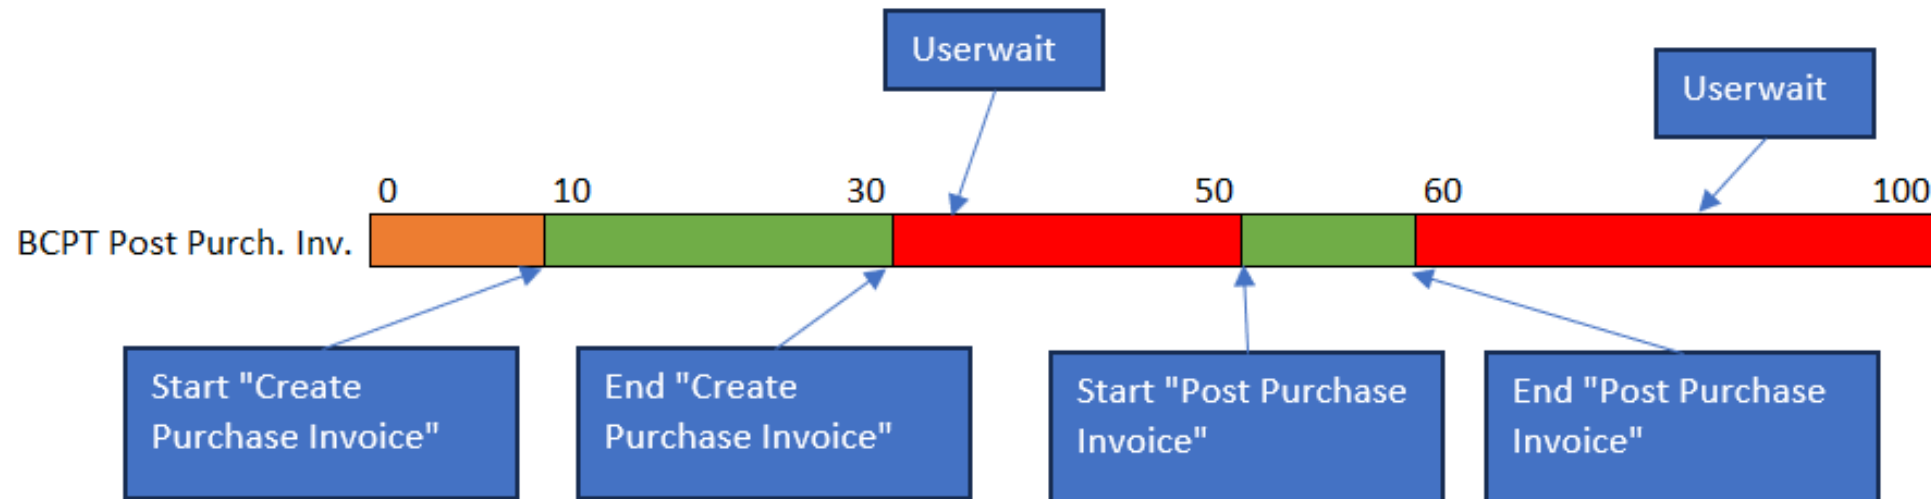 Userwait
Userwait
0
10
30
50
60
100
BCPT Post Purch. Inv.
Start "Create
Purchase Invoice"
End "Create
Purchase Invoice"
Start "Post Purchase
Invoice"
End "Post Purchase
Invoice"